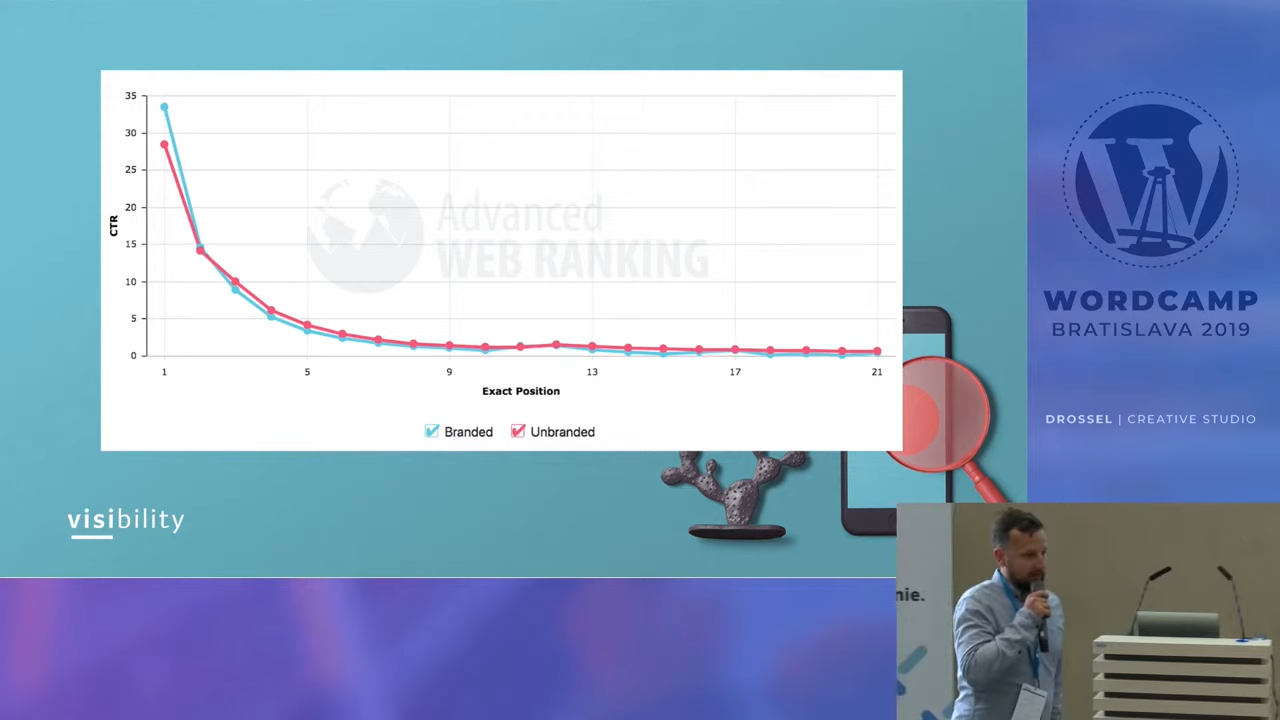 35
30
25
20
15
10
5
0
CTR
Advanced
WEB RANKING
1 5 9 13 17 21
Exact Position
Branded Unbranded
visibility
WORDCAMP
BRATISLAVA 2019
DROSSEL | CREATIVE STUDIO
nie.